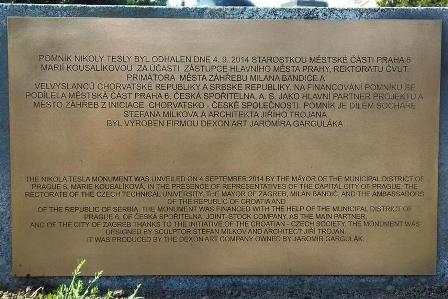 POMNÍK NIKOLY TESLY BYL ODHALEN DNE 4. 9. 2014 STAROSTKOU MĚSTSKÉ ČÁSTI PRAHA 6
MARIÍ KOUSALÍKOVOU ZA ÚČASTI ZÁSTUPCE HLAVNÍHO MĚSTA PRAHY, REKTORÁTU ČVUT,
PRIMÁTORA MĚSTA ZÁHŘEBU MILANA BANDIĆE A
VELVYSLANCŮ CHORVATSKÉ REPUBLIKY A SRBSKÉ REPUBLIKY. NA FINANCOVÁNÍ POMNÍKU SE
PODÍLELA MĚSTSKÁ ČÁST PRAHA 6, ČESKÁ SPOŘITELNA, A. S. JAKO HLAVNÍ PARTNER PROJEKTU A
MĚSTO ZÁHŘEB Z INICIACE CHORVATSKO - ČESKÉ SPOLEČNOSTI. POMNÍK JE DÍLEM SOCHAŘE
STEFANA MILKOVA A ARCHITEKTA JIŘÍHO TROJANA.
BYL VYROBEN FIRMOU DEXON ART JAROMÍRA GARGULÁKA.
THE NIKOLA TESLA MONUMENT WAS UNVEILED ON 4 SEPTEMBER 2014 BY THE MAYOR OF THE MUNICIPAL DISTRICT OF
PRAGUE 6, MARIE KOUSALÍKOVÁ, IN THE PRESENCE OF REPRESENTATIVES OF THE CAPITAL CITY OF PRAGUE, THE
RECTORATE OF THE CZECH TECHNICAL UNIVERSITY, THE MAYOR OF ZAGREB, MILAN BANDIĆ, AND THE AMBASSADORS
OF THE REPUBLIC OF CROATIA AND
OF THE REPUBLIC OF SERBIA. THE MONUMENT WAS FINANCED WITH THE HELP OF THE MUNICIPAL DISTRICT OF
PRAGUE 6, OF ČESKÁ SPOŘITELNA, JOINT-STOCK COMPANY, AS THE MAIN PARTNER,
AND OF THE CITY OF ZAGREB THANKS TO THE INITIATIVE OF THE CROATIAN - CZECH SOCIETY. THE MONUMENT WAS
DESIGNED BY SCULPTOR STEFAN MILKOV AND ARCHITECT JIŘÍ TROJAN.
IT WAS PRODUCED BY THE DEXON ART COMPANY OWNED BY JAROMÍR GARGULÁK.